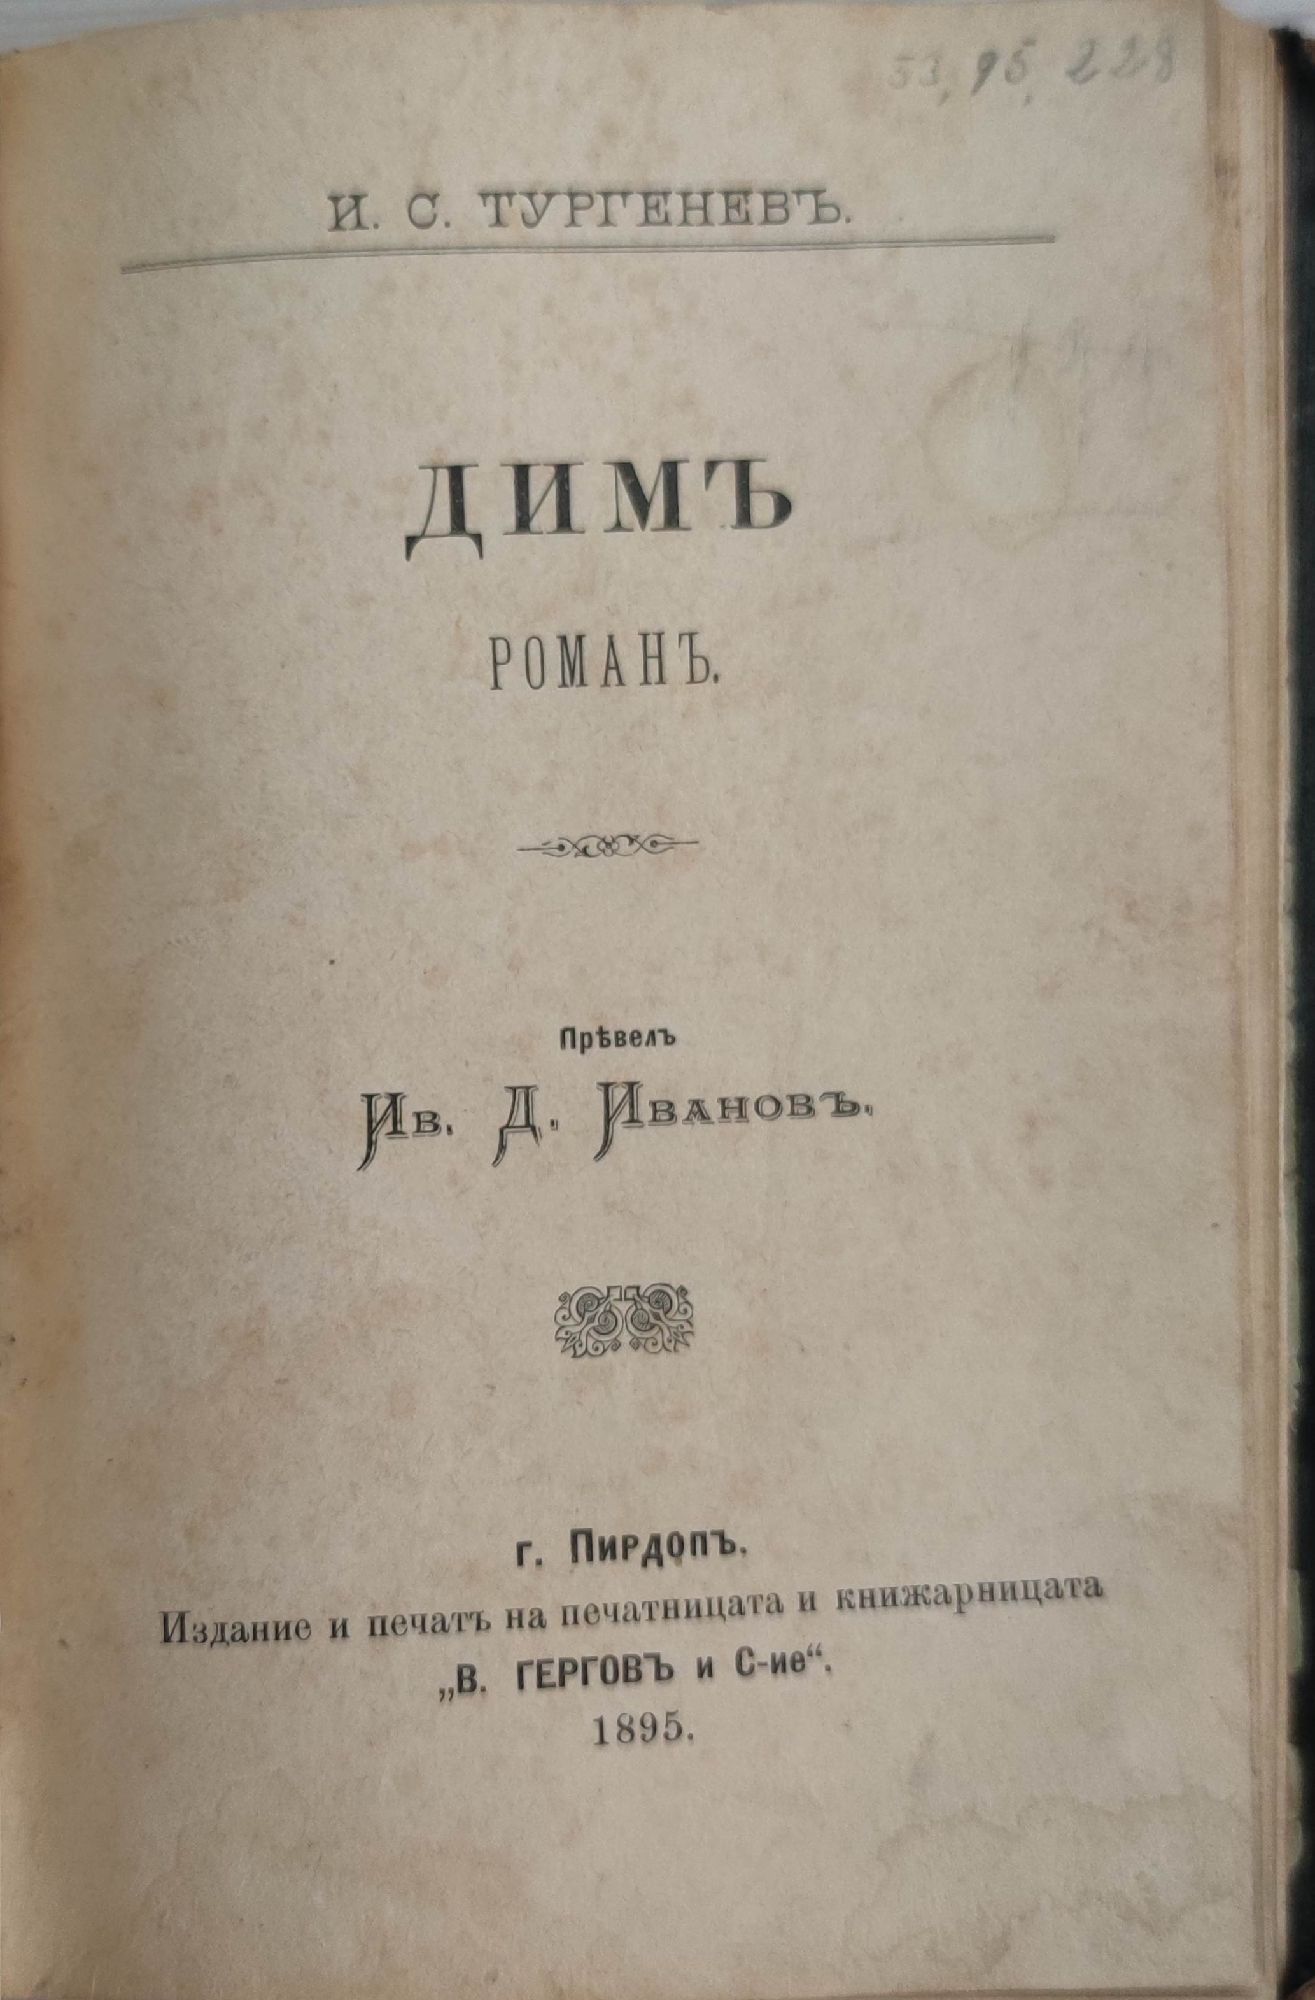 53, 95, 228
И. С. ТУРГЕНЕВЪ.
ДИМЪ
РОМАНЪ.
Прѣвелъ
Ив. Д. Ивановъ.
г. Пирдопъ.
Издание и печатъ на печатницата и книжарницата
„В. ГЕРГОВЪ и С-ие“.
1895.